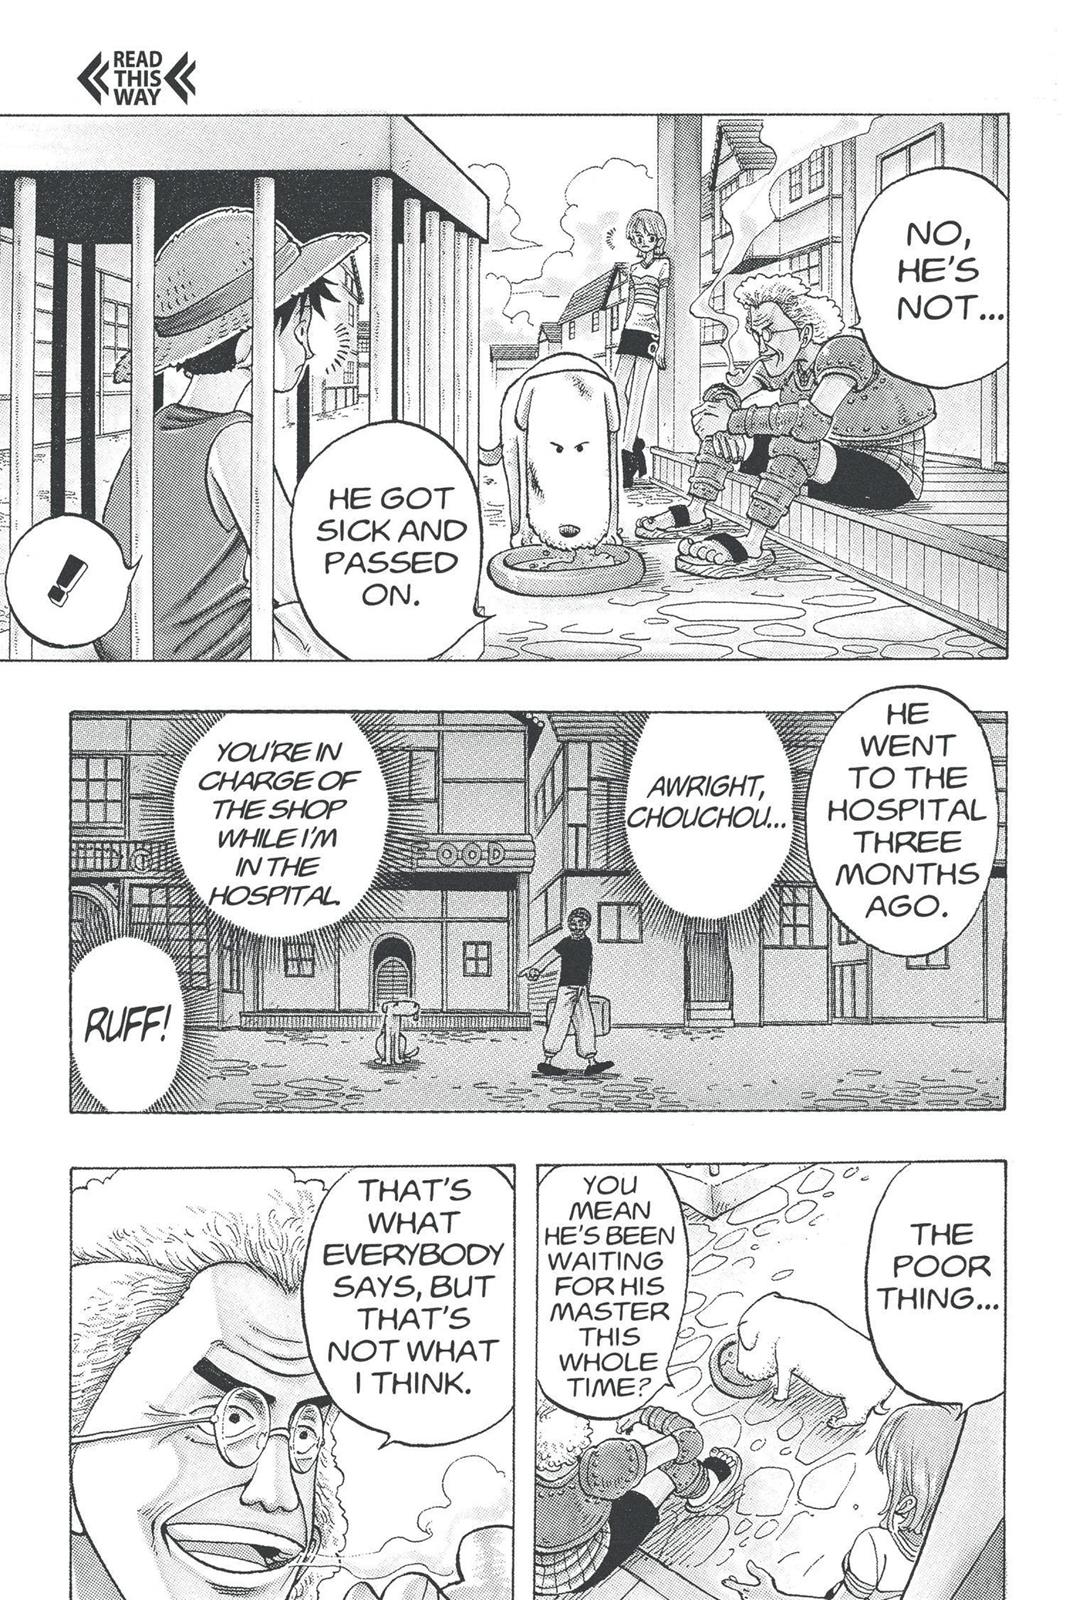 READ
THIS
WAY
NO,
HE'S
NOT...
HE GOT
SICK AND
PASSED
ON.
!
HE
WENT
TO THE
HOSPITAL
THREE
MONTHS
AGO.
AWRIGHT,
CHOUCHOU...
YOU'RE IN
CHARGE OF
THE SHOP
WHILE I'M
IN THE
HOSPITAL.
FOOD
RUFF!
THE
POOR
THING...
YOU
MEAN
HE'S BEEN
WAITING
FOR HIS
MASTER
THIS
WHOLE
TIME?
THAT'S
WHAT
EVERYBODY
SAYS, BUT
THAT'S
NOT WHAT
I THINK.